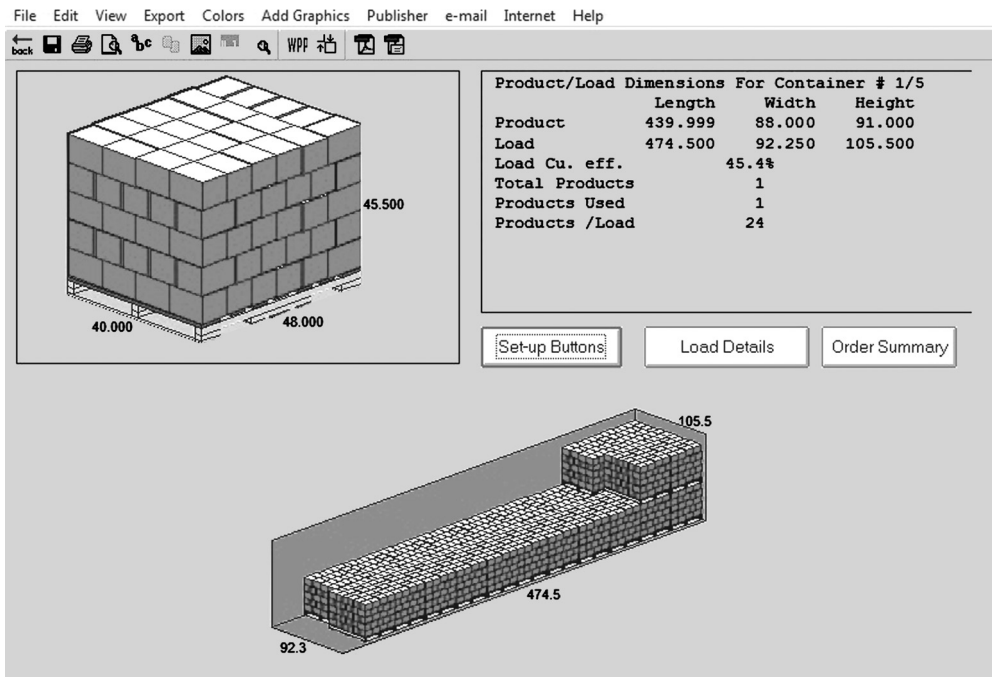 File Edit View Export Colors Add Graphics Publisher e-mail Internet Help
back abc WPP
Product/Load Dimensions For Container # 1/5
Length Width Height
Product 439.999 88.000 91.000
Load 474.500 92.250 105.500
Load Cu. eff. 45.4%
Total Products 1
Products Used 1
Products /Load 24
45.500
40.000 48.000
Set-up Buttons Load Details Order Summary
105.5
474.5
92.3